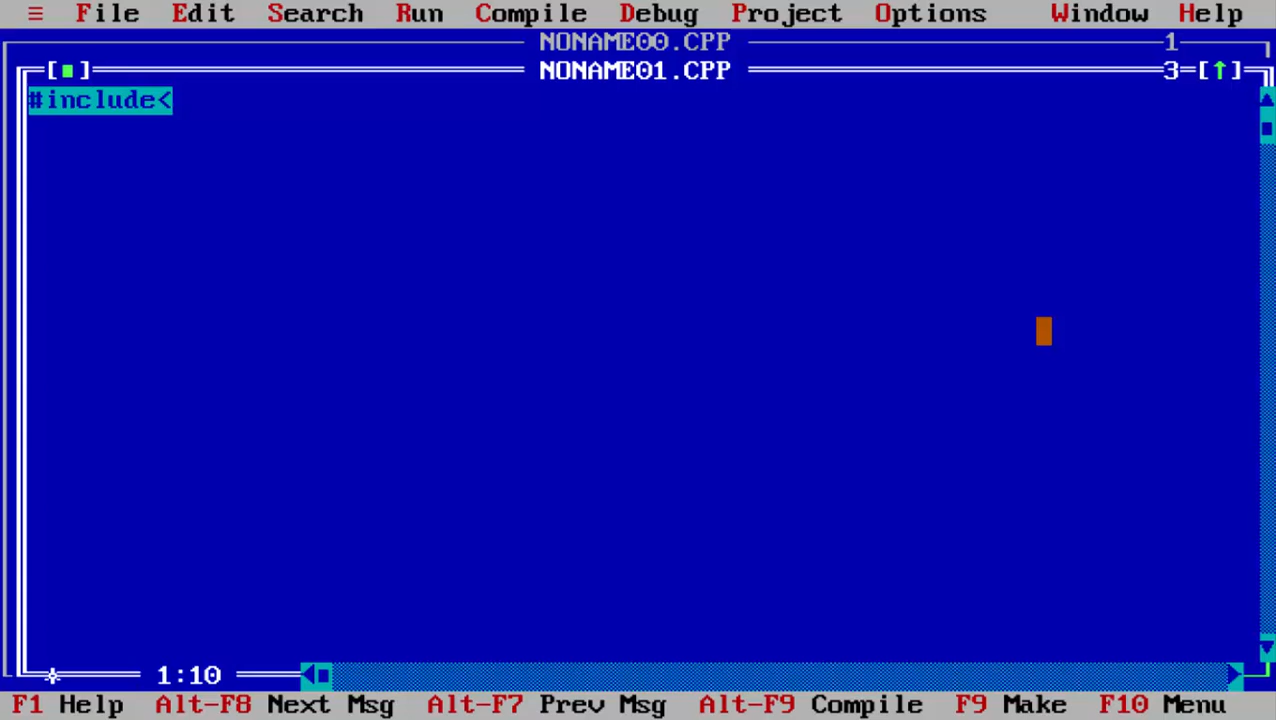 ≡ File Edit Search Run Compile Debug Project Options Window Help
NONAME00.CPP 1
[■] NONAME01.CPP 3=[↑]
#include<
1:10
F1 Help Alt-F8 Next Msg Alt-F7 Prev Msg Alt-F9 Compile F9 Make F10 Menu